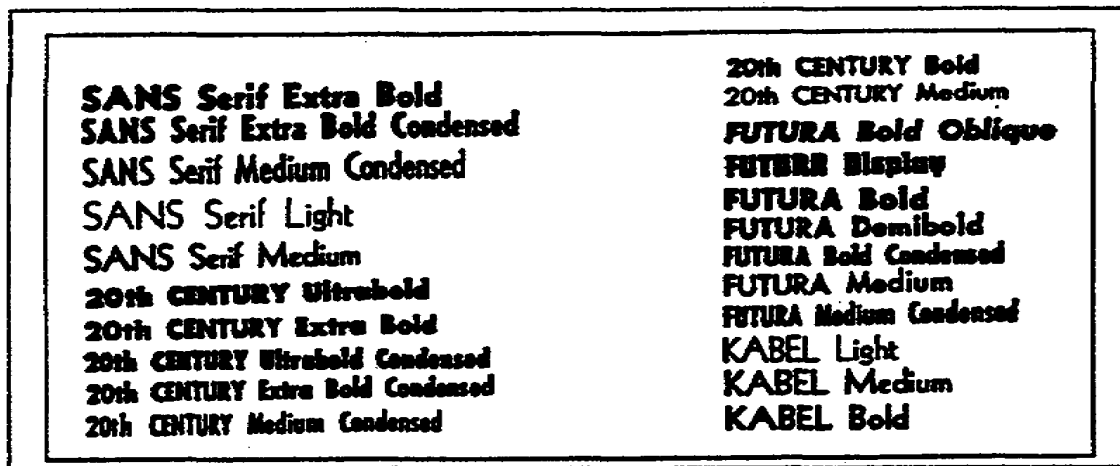 SANS Serif Extra Bold
SANS Serif Extra Bold Condensed
SANS Serif Medium Condensed
SANS Serif Light
SANS Serif Medium
20th CENTURY Ultrabold
20th CENTURY Extra Bold
20th CENTURY Ultrabold Condensed
20th CENTURY Extra Bold Condensed
20th CENTURY Medium Condensed
20th CENTURY Bold
20th CENTURY Medium
FUTURA Bold Oblique
FUTURA Display
FUTURA Bold
FUTURA Demibold
FUTURA Bold Condensed
FUTURA Medium
FUTURA Medium Condensed
KABEL Light
KABEL Medium
KABEL Bold